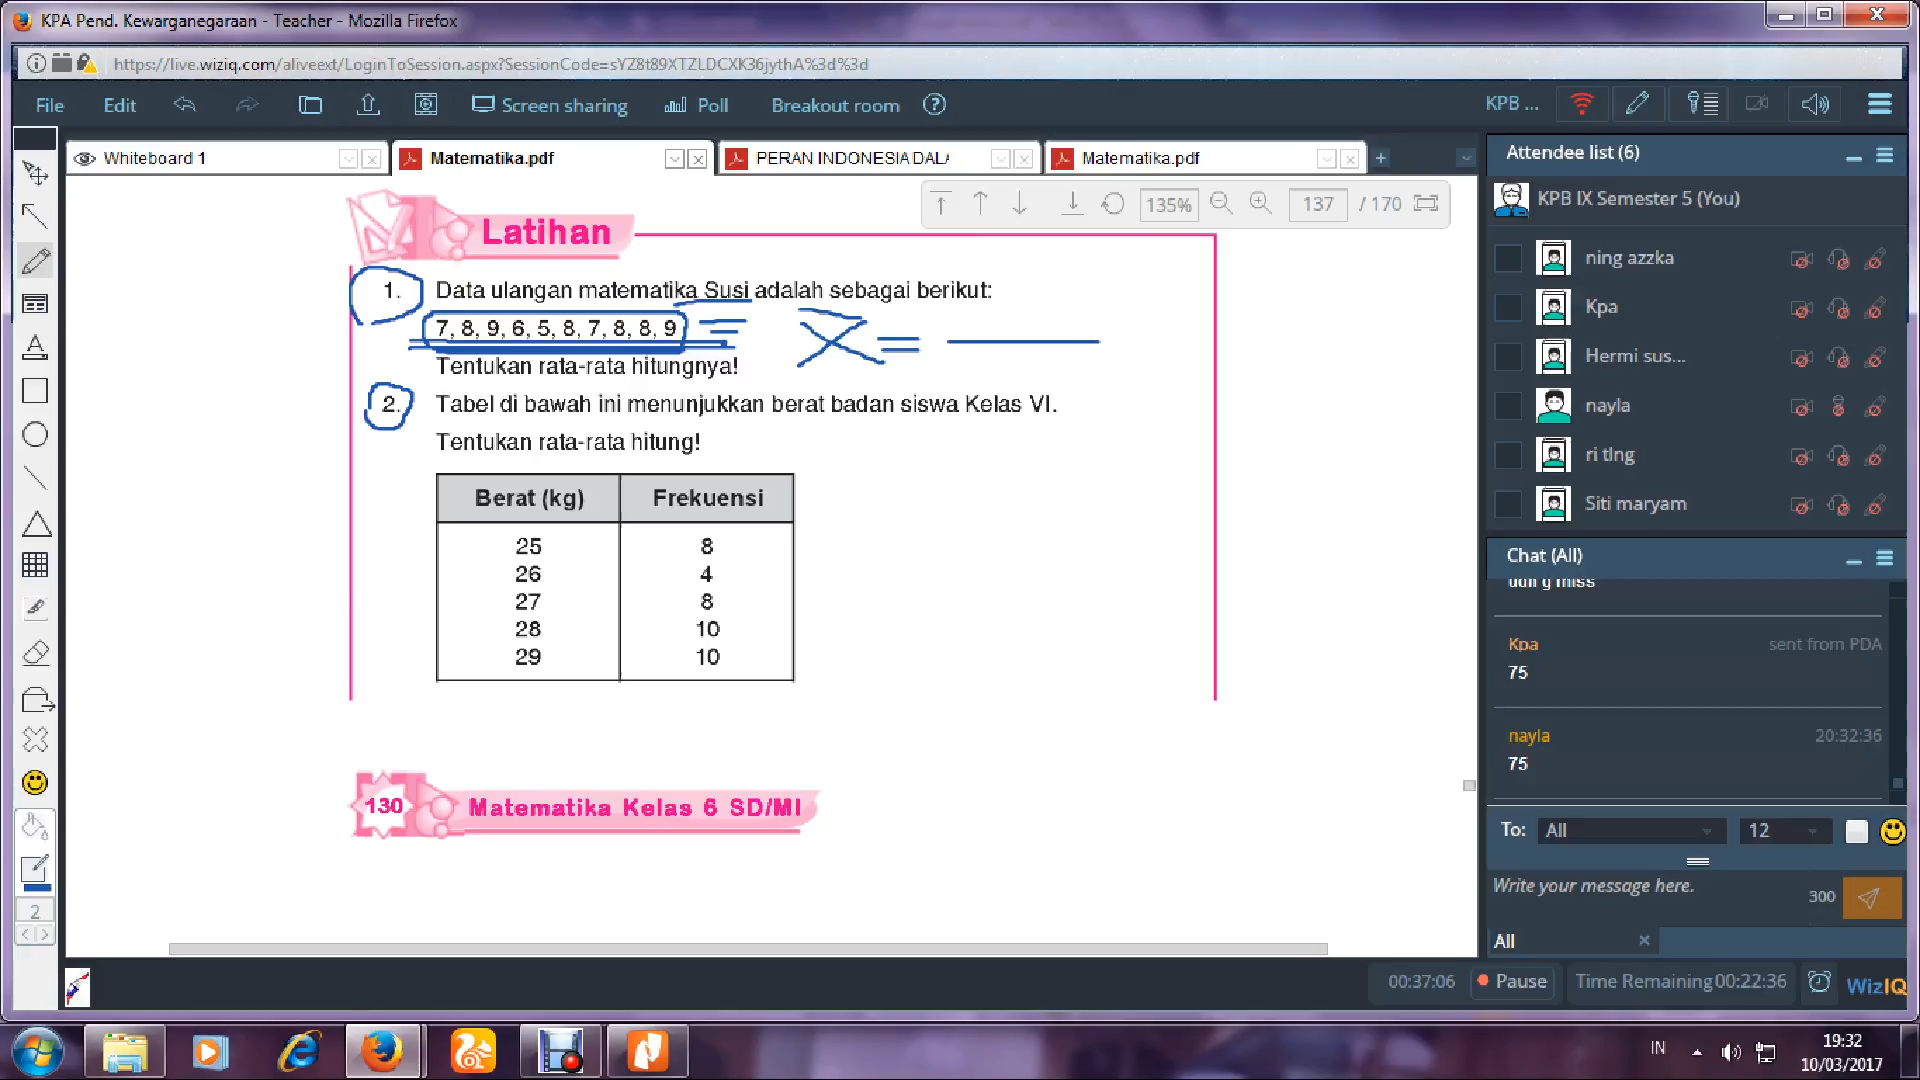 KPA Pend. Kewarganegaraan - Teacher - Mozilla Firefox
https://live.wiziq.com/aliveext/LoginToSession.aspx?SessionCode=sYZ8t89XTZLDCXK36jythA%3d%3d
File Edit Screen sharing Poll Breakout room ? KPB ...
Whiteboard 1 Matematika.pdf PERAN INDONESIA DALA Matematika.pdf +
135% 137 / 170
Latihan
1. Data ulangan matematika Susi adalah sebagai berikut:
7, 8, 9, 6, 5, 8, 7, 8, 8, 9 = X =
Tentukan rata-rata hitungnya!
2. Tabel di bawah ini menunjukkan berat badan siswa Kelas VI.
Tentukan rata-rata hitung!
Berat (kg) Frekuensi
25 8
26 4
27 8
28 10
29 10
130 Matematika Kelas 6 SD/MI
2
Attendee list (6)
KPB IX Semester 5 (You)
ning azzka
Kpa
Hermi sus...
nayla
ri tlng
Siti maryam
Chat (All)
udh g miss
Kpa sent from PDA
75
nayla 20:32:36
75
To: All 12
Write your message here. 300
All
00:37:06 Pause Time Remaining 00:22:36 WizIQ
IN 19:32
10/03/2017